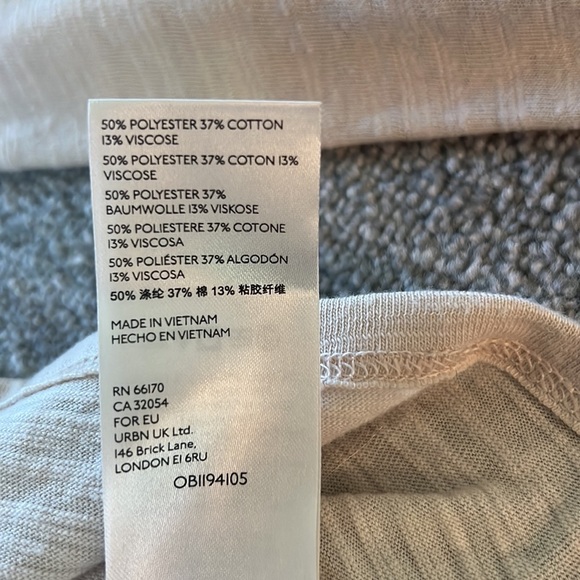 50% POLYESTER 37% COTTON
13% VISCOSE
50% POLYESTER 37% COTON 13%
VISCOSE
50% POLYESTER 37%
BAUMWOLLE 13% VISKOSE
50% POLIESTERE 37% COTONE
13% VISCOSA
50% POLIÉSTER 37% ALGODÓN
13% VISCOSA
50% 涤纶 37% 棉 13% 粘胶纤维
MADE IN VIETNAM
HECHO EN VIETNAM
RN 66170
CA 32054
FOR EU
URBN UK Ltd.
146 Brick Lane,
LONDON E1 6RU
OB1194105